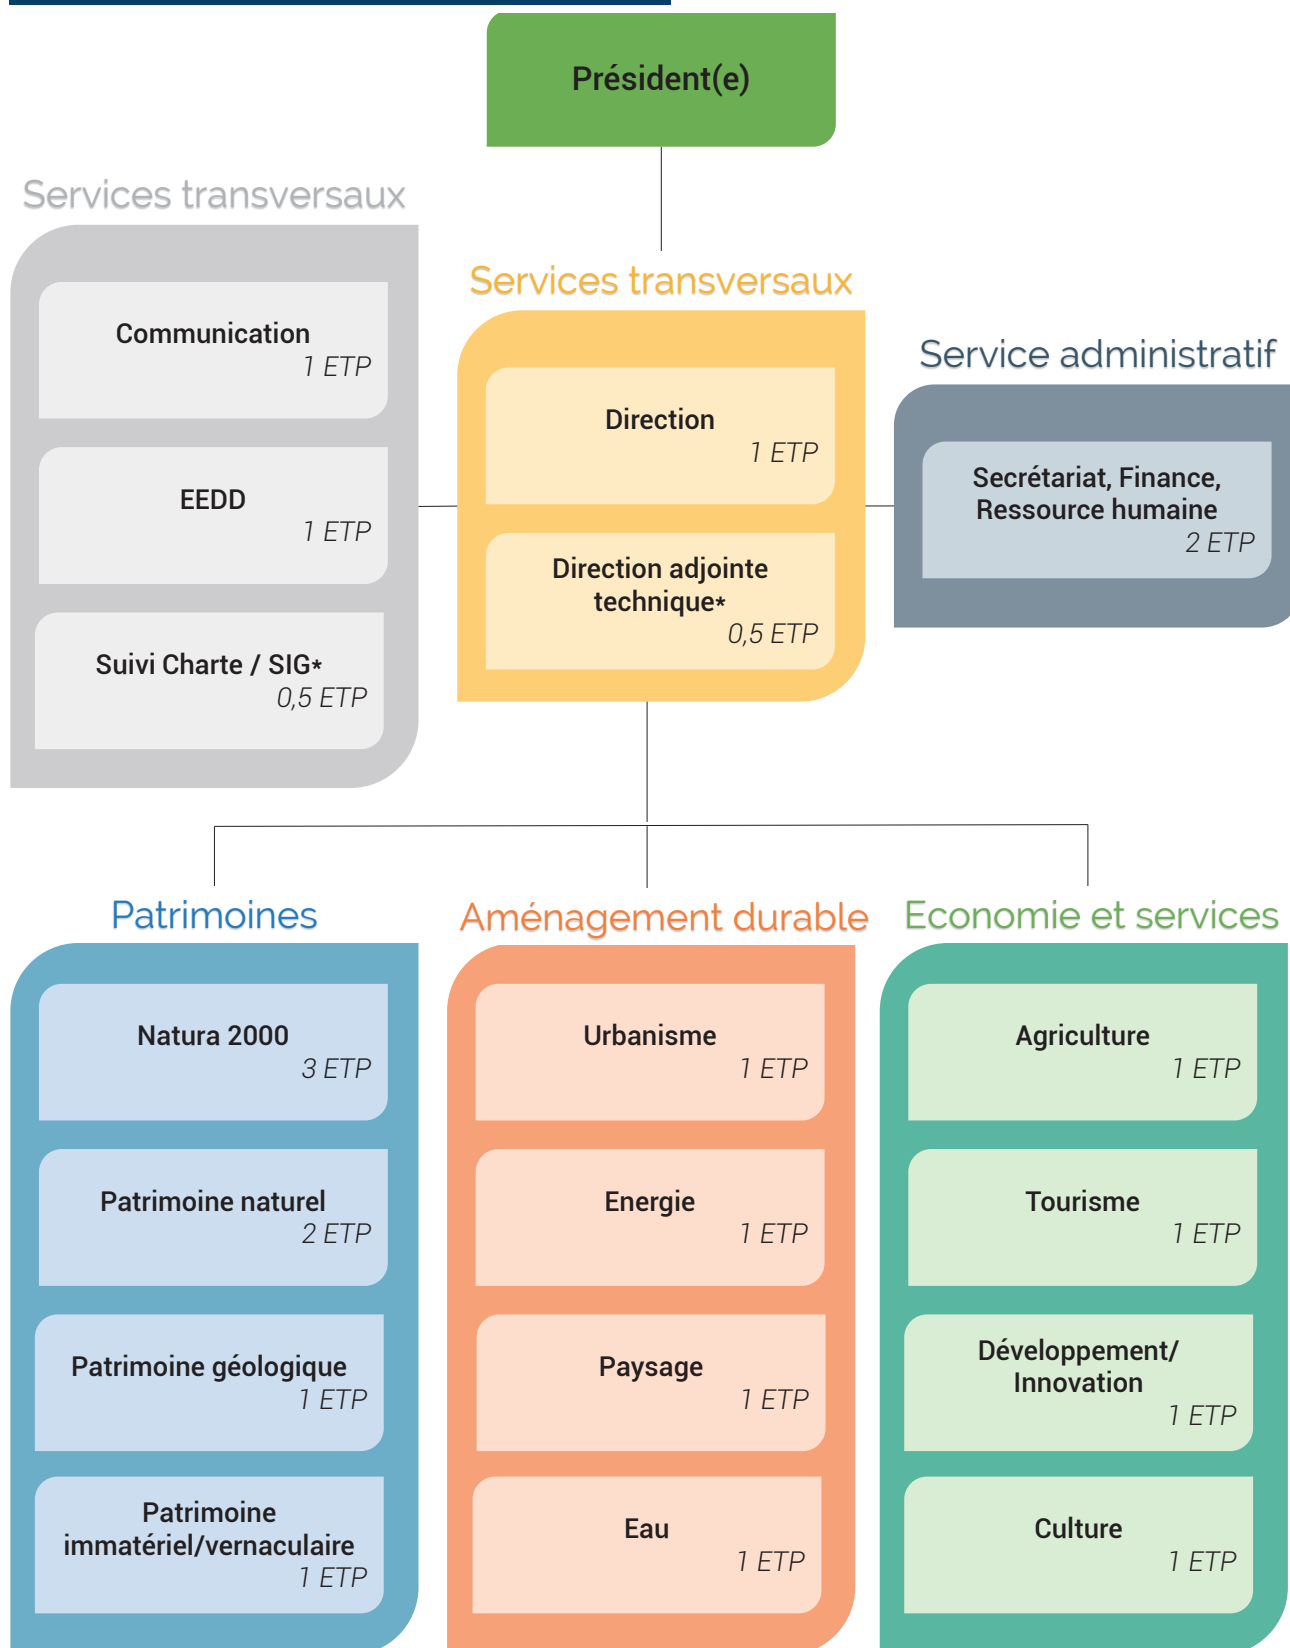 Président(e)
Services transversaux
Communication
1 ETP
EEDD
1 ETP
Suivi Charte / SIG*
0,5 ETP
Services transversaux
Direction
1 ETP
Direction adjointe
technique*
0,5 ETP
Service administratif
Secrétariat, Finance,
Ressource humaine
2 ETP
Patrimoines
Natura 2000
3 ETP
Patrimoine naturel
2 ETP
Patrimoine géologique
1 ETP
Patrimoine
immatériel/vernaculaire
1 ETP
Aménagement durable
Urbanisme
1 ETP
Energie
1 ETP
Paysage
1 ETP
Eau
1 ETP
Economie et services
Agriculture
1 ETP
Tourisme
1 ETP
Développement/
Innovation
1 ETP
Culture
1 ETP